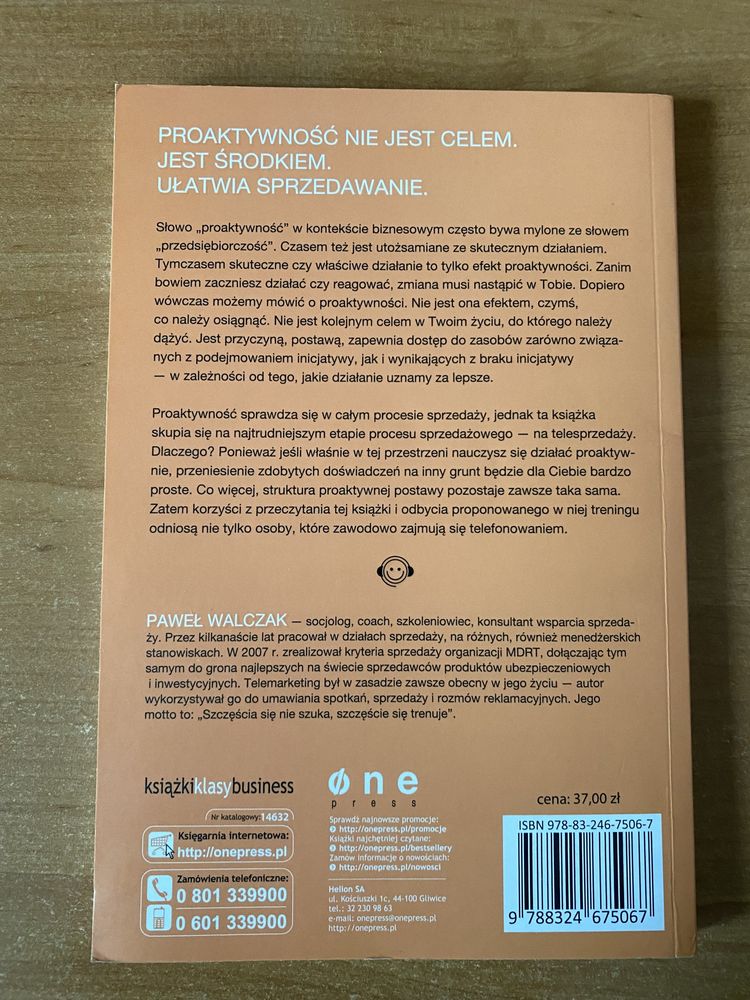 PROAKTYWNOŚĆ NIE JEST CELEM.
JEST ŚRODKIEM.
UŁATWIA SPRZEDAWANIE.
Słowo „proaktywność” w kontekście biznesowym często bywa mylone ze słowem
„przedsiębiorczość”. Czasem też jest utożsamiane ze skutecznym działaniem.
Tymczasem skuteczne czy właściwe działanie to tylko efekt proaktywności. Zanim
bowiem zaczniesz działać czy reagować, zmiana musi nastąpić w Tobie. Dopiero
wówczas możemy mówić o proaktywności. Nie jest ona efektem, czymś,
co należy osiągnąć. Nie jest kolejnym celem w Twoim życiu, do którego należy
dążyć. Jest przyczyną, postawą, zapewnia dostęp do zasobów zarówno związa-
nych z podejmowaniem inicjatywy, jak i wynikających z braku inicjatywy
— w zależności od tego, jakie działanie uznamy za lepsze.
Proaktywność sprawdza się w całym procesie sprzedaży, jednak ta książka
skupia się na najtrudniejszym etapie procesu sprzedażowego — na telesprzedaży.
Dlaczego? Ponieważ jeśli właśnie w tej przestrzeni nauczysz się działać proaktyw-
nie, przeniesienie zdobytych doświadczeń na inny grunt będzie dla Ciebie bardzo
proste. Co więcej, struktura proaktywnej postawy pozostaje zawsze taka sama.
Zatem korzyści z przeczytania tej książki i odbycia proponowanego w niej treningu
odniosą nie tylko osoby, które zawodowo zajmują się telefonowaniem.
PAWEŁ WALCZAK — socjolog, coach, szkoleniowiec, konsultant wsparcia sprzeda-
ży. Przez kilkanaście lat pracował w działach sprzedaży, na różnych, również menedżerskich
stanowiskach. W 2007 r. zrealizował kryteria sprzedaży organizacji MDRT, dołączając tym
samym do grona najlepszych na świecie sprzedawców produktów ubezpieczeniowych
i inwestycyjnych. Telemarketing był w zasadzie zawsze obecny w jego życiu — autor
wykorzystywał go do umawiania spotkań, sprzedaży i rozmów reklamacyjnych. Jego
motto to: „Szczęścia się nie szuka, szczęście się trenuje”.
książkiklasybusiness
Nr katalogowy: 14632
Księgarnia internetowa:
http://onepress.pl
Zamówienia telefoniczne:
0 801 339900
0 601 339900
one
press
Sprawdź najnowsze promocje:
http://onepress.pl/promocje
Książki najchętniej czytane:
http://onepress.pl/bestsellery
Zamów informacje o nowościach:
http://onepress.pl/nowosci
Helion SA
ul. Kościuszki 1c, 44-100 Gliwice
tel.: 32 230 98 63
e-mail: onepress@onepress.pl
http://onepress.pl
cena: 37,00 zł
ISBN 978-83-246-7506-7
9 788324 675067